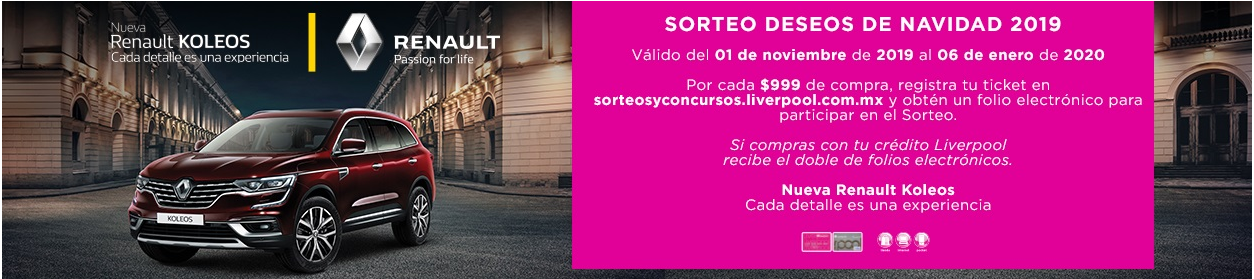 Nueva
Renault KOLEOS
Cada detalle es una experiencia
RENAULT
Passion for life
KOLEOS
SORTEO DESEOS DE NAVIDAD 2019
Válido del 01 de noviembre de 2019 al 06 de enero de 2020
Por cada $999 de compra, registra tu ticket en
sorteosyconcursos.liverpool.com.mx y obtén un folio electrónico para
participar en el Sorteo.
Si compras con tu crédito Liverpool
recibe el doble de folios electrónicos.
Nueva Renault Koleos
Cada detalle es una experiencia